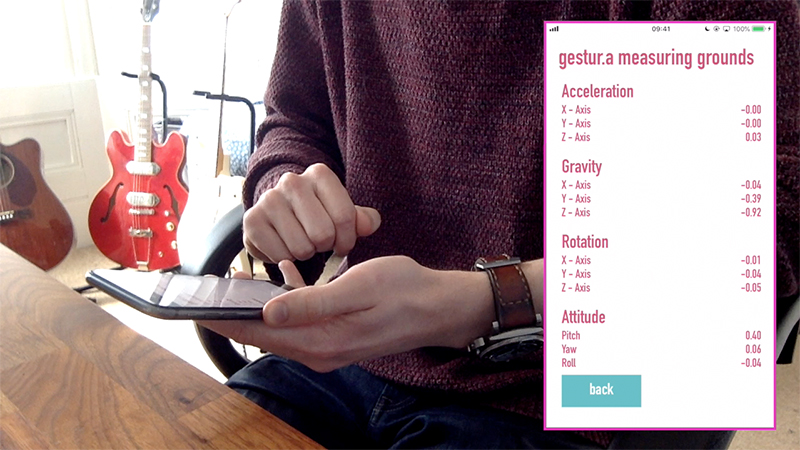 09:41 100%
gestur.a measuring grounds
Acceleration
X - Axis -0.00
Y - Axis -0.00
Z - Axis 0.03
Gravity
X - Axis -0.04
Y - Axis -0.39
Z - Axis -0.92
Rotation
X - Axis -0.01
Y - Axis -0.04
Z - Axis -0.05
Attitude
Pitch 0.40
Yaw 0.06
Roll -0.04
back